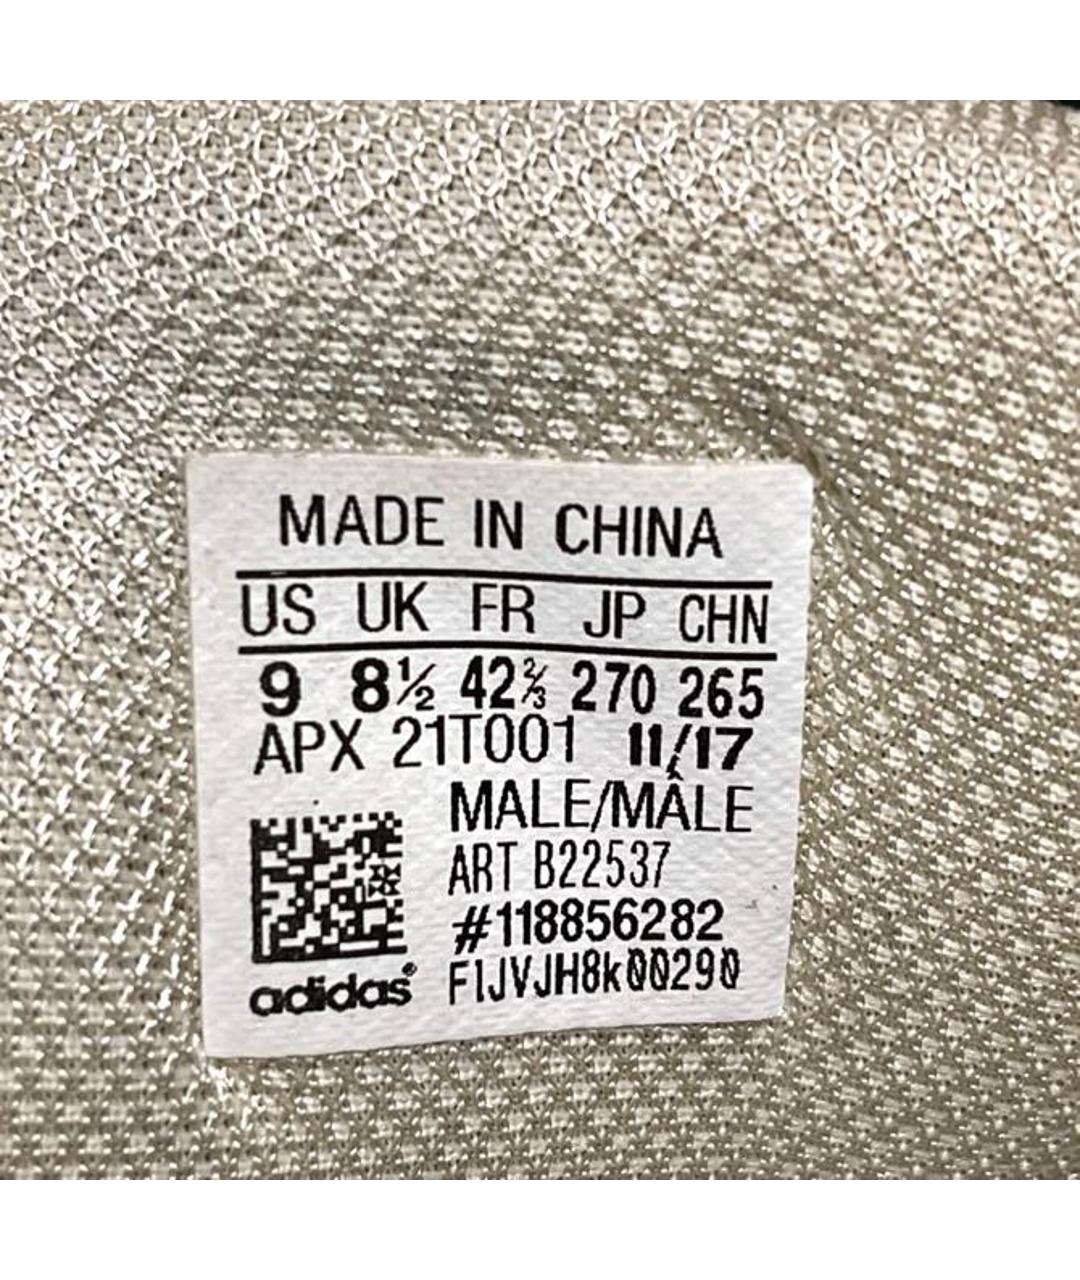 MADE IN CHINA
US UK FR JP CHN
9 8½ 42⅔ 270 265
APX 21T001 11/17
MALE/MÂLE
ART B22537
#118856282
F1JVJH8k00290
adidas®